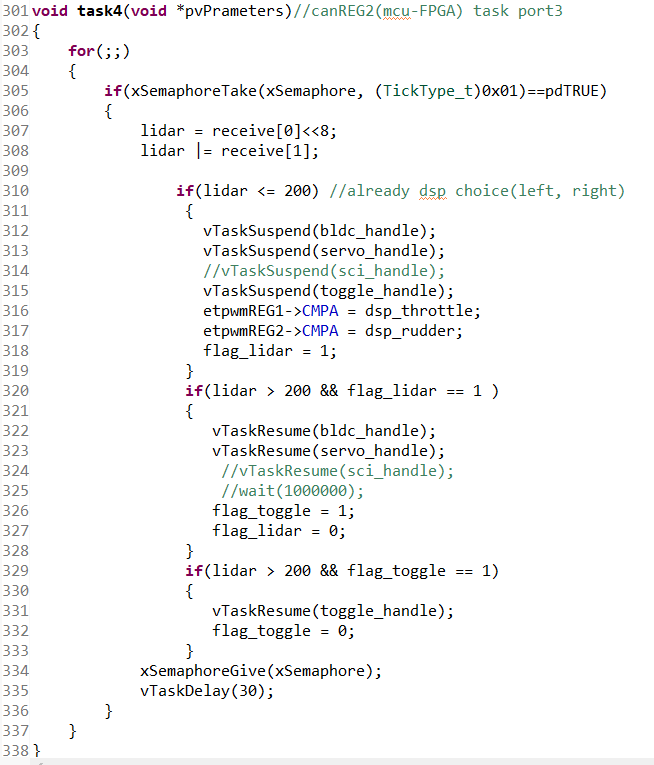 301 void task4(void *pvPrameters)//canREG2(mcu-FPGA) task port3
302 {
303     for(;;)
304     {
305         if(xSemaphoreTake(xSemaphore, (TickType_t)0x01)==pdTRUE)
306         {
307             lidar = receive[0]<<8;
308             lidar |= receive[1];
309
310                 if(lidar <= 200) //already dsp choice(left, right)
311                  {
312                    vTaskSuspend(bldc_handle);
313                    vTaskSuspend(servo_handle);
314                    //vTaskSuspend(sci_handle);
315                    vTaskSuspend(toggle_handle);
316                    etpwmREG1->CMPA = dsp_throttle;
317                    etpwmREG2->CMPA = dsp_rudder;
318                    flag_lidar = 1;
319                  }
320                  if(lidar > 200 && flag_lidar == 1 )
321                  {
322                     vTaskResume(bldc_handle);
323                     vTaskResume(servo_handle);
324                      //vTaskResume(sci_handle);
325                      //wait(1000000);
326                     flag_toggle = 1;
327                     flag_lidar = 0;
328                  }
329                  if(lidar > 200 && flag_toggle == 1)
330                  {
331                     vTaskResume(toggle_handle);
332                     flag_toggle = 0;
333                  }
334             xSemaphoreGive(xSemaphore);
335             vTaskDelay(30);
336         }
337     }
338 }